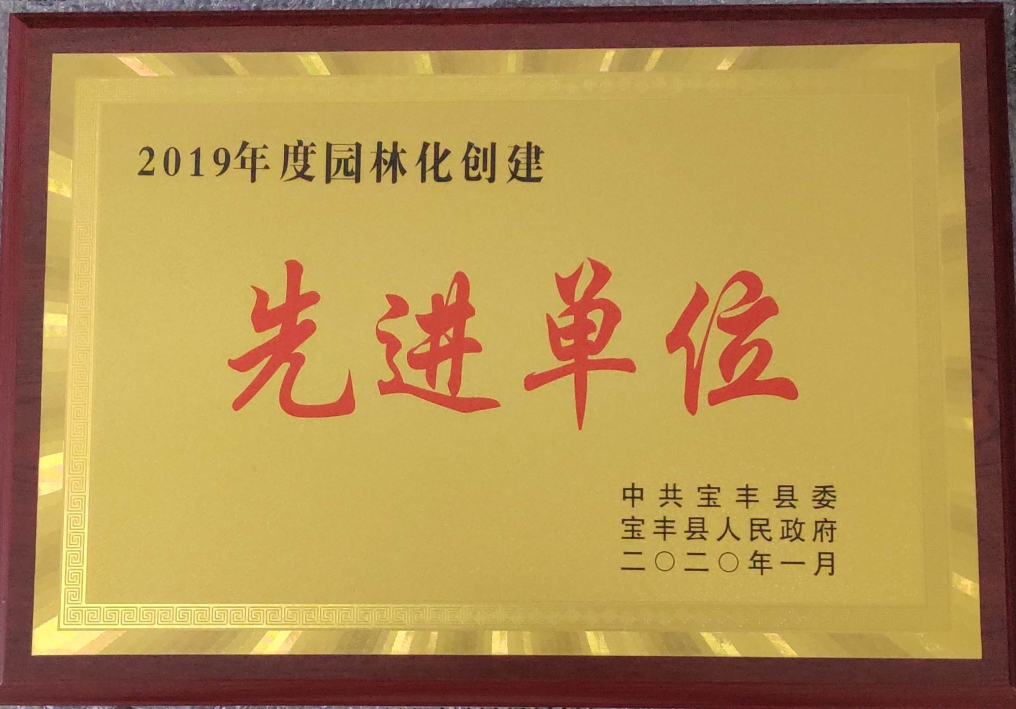 2019年度园林化创建
先进单位
中共宝丰县委
宝丰县人民政府
二〇二〇年一月